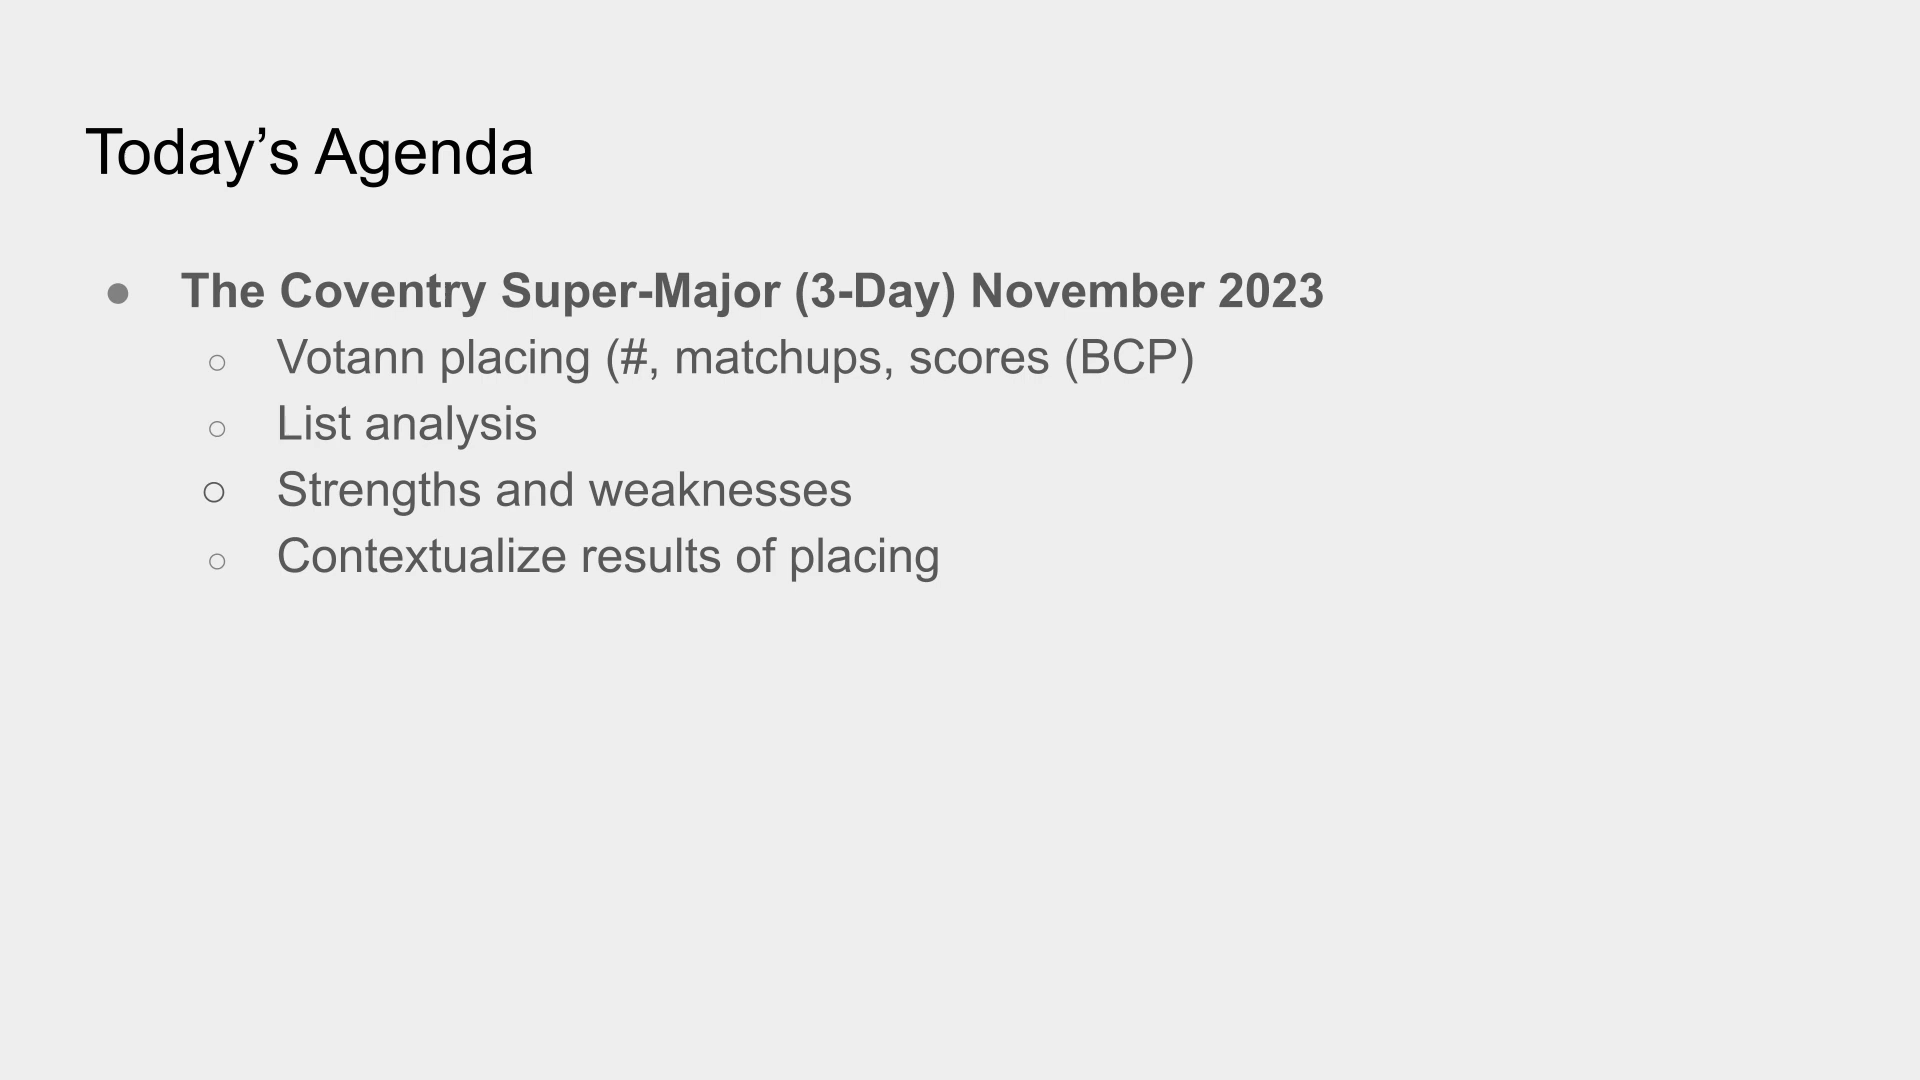 Today’s Agenda
● The Coventry Super-Major (3-Day) November 2023
○ Votann placing (#, matchups, scores (BCP)
○ List analysis
○ Strengths and weaknesses
○ Contextualize results of placing